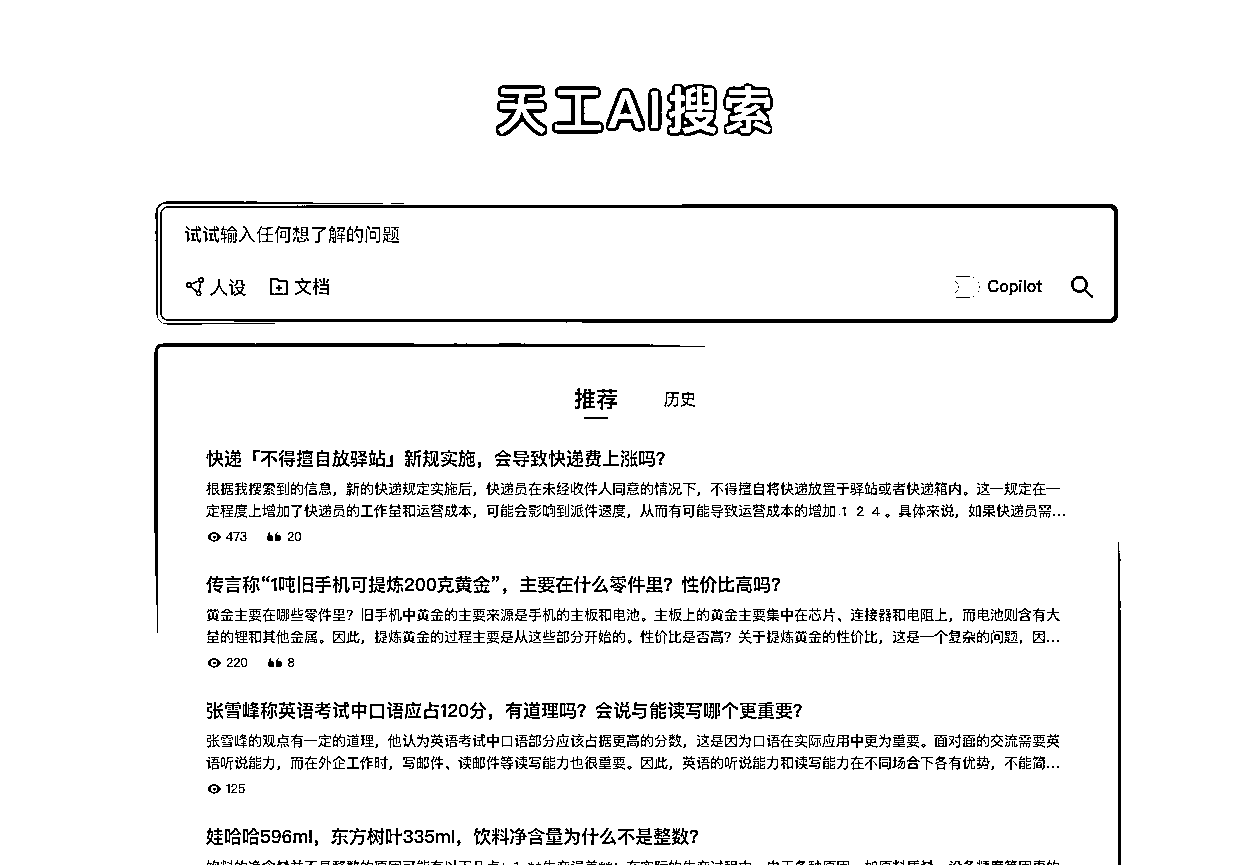 天工AI搜索
试试输入任何想了解的问题
人设 文档 Copilot
推荐 历史
快递「不得擅自放驿站」新规实施，会导致快递费上涨吗？
根据我搜索到的信息，新的快递规定实施后，快递员在未经收件人同意的情况下，不得擅自将快递放置于驿站或者快递箱内。这一规定在一
定程度上增加了快递员的工作量和运营成本，可能会影响到派件速度，从而有可能导致运营成本的增加 1 2 4 。具体来说，如果快递员需...
473 20
传言称“1吨旧手机可提炼200克黄金”，主要在什么零件里？性价比高吗？
黄金主要在哪些零件里？旧手机中黄金的主要来源是手机的主板和电池。主板上的黄金主要集中在芯片、连接器和电阻上，而电池则含有大
量的锂和其他金属。因此，提炼黄金的过程主要是从这些部分开始的。性价比是否高？关于提炼黄金的性价比，这是一个复杂的问题，因...
220 8
张雪峰称英语考试中口语应占120分，有道理吗？会说与能读写哪个更重要？
张雪峰的观点有一定的道理，他认为英语考试中口语部分应该占据更高的分数，这是因为口语在实际应用中更为重要。面对面的交流需要英
语听说能力，而在外企工作时，写邮件、读邮件等读写能力也很重要。因此，英语的听说能力和读写能力在不同场合下各有优势，不能简...
125
娃哈哈596ml，东方树叶335ml，饮料净含量为什么不是整数？